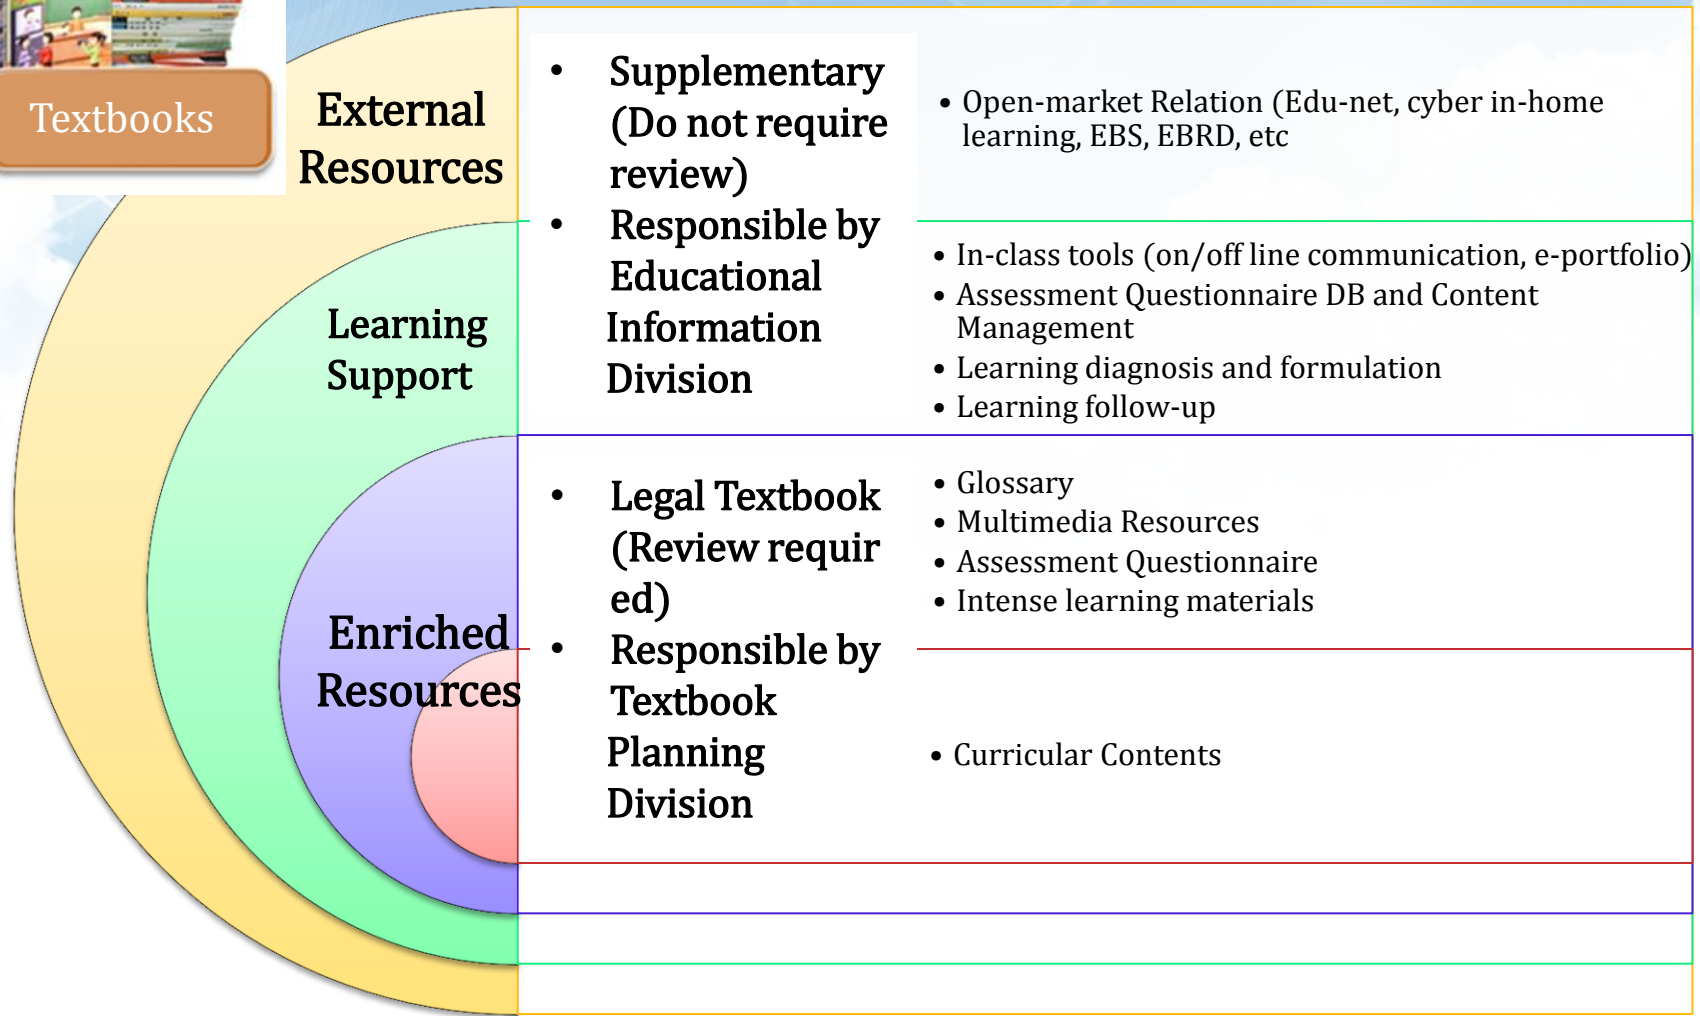 Textbooks
External
Resources
• Supplementary
(Do not require
review)
• Responsible by
Educational
Information
Division
• Open-market Relation (Edu-net, cyber in-home
learning, EBS, EBRD, etc
Learning
Support
• In-class tools (on/off line communication, e-portfolio)
• Assessment Questionnaire DB and Content
Management
• Learning diagnosis and formulation
• Learning follow-up
Enriched
Resources
• Legal Textbook
(Review requir
ed)
• Responsible by
Textbook
Planning
Division
• Glossary
• Multimedia Resources
• Assessment Questionnaire
• Intense learning materials
• Curricular Contents